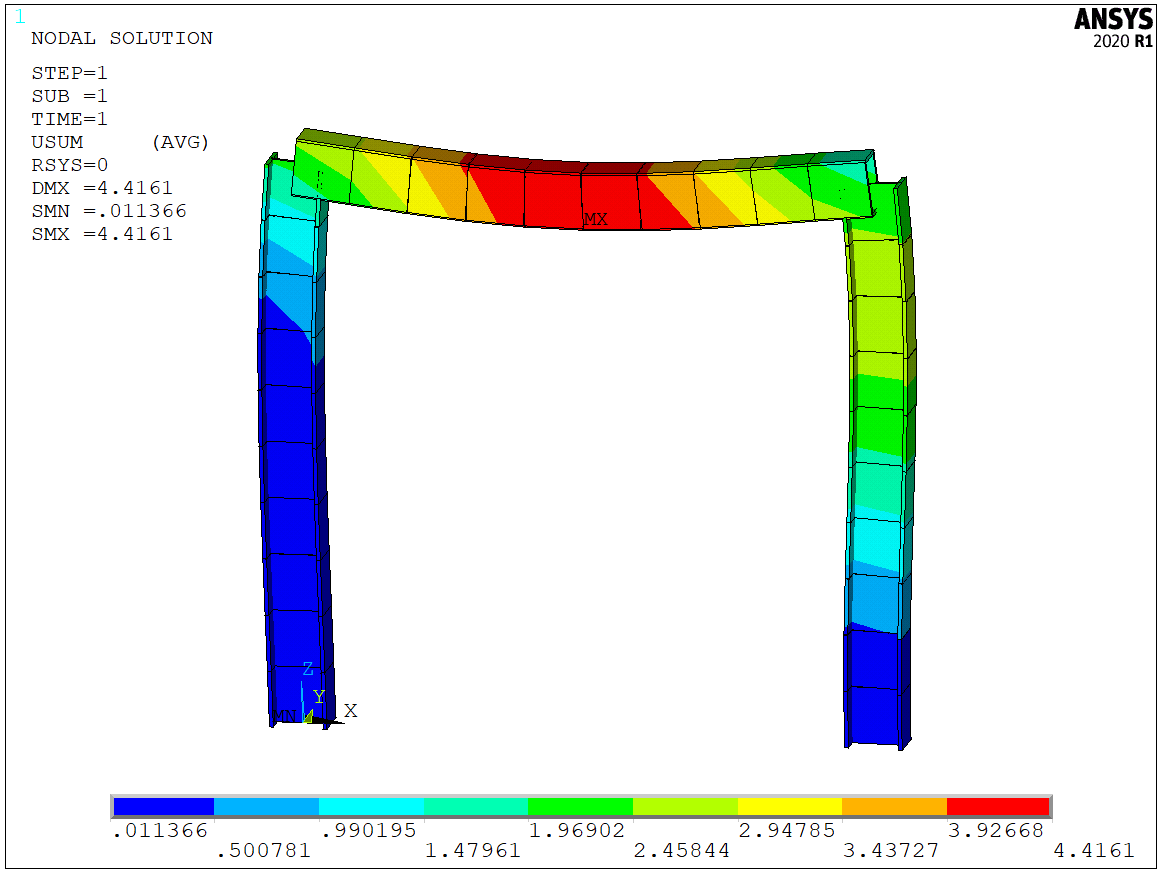 1
ANSYS
2020 R1
NODAL SOLUTION
STEP=1
SUB =1
TIME=1
USUM (AVG)
RSYS=0
DMX =4.4161
SMN =.011366
SMX =4.4161
MX
Z
Y
MN
X
.011366 .990195 1.96902 2.94785 3.92668
.500781 1.47961 2.45844 3.43727 4.4161